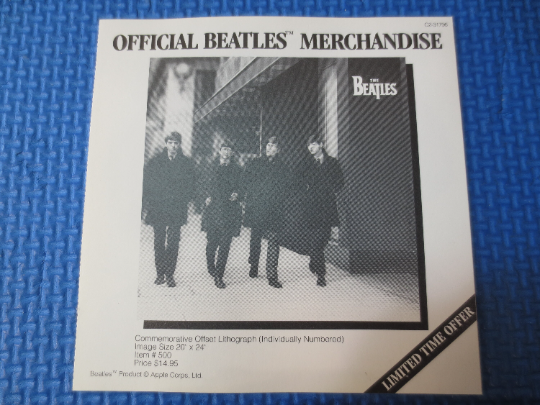 C2-07796
OFFICIAL BEATLES™ MERCHANDISE
THE
BEATLES
Commemorative Offset Lithograph (Individually Numbered)
Image Size 20" x 24"
Item # 500
Price $14.95
Beatles™ Product © Apple Corps, Ltd.
LIMITED TIME OFFER